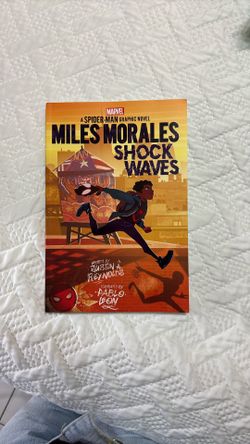 MARVEL
A SPIDER-MAN GRAPHIC NOVEL
MILES MORALES
SHOCK
WAVES
WRITTEN BY
JUSTIN A.
REYNOLDS
ILLUSTRATED BY
PABLO
LEON